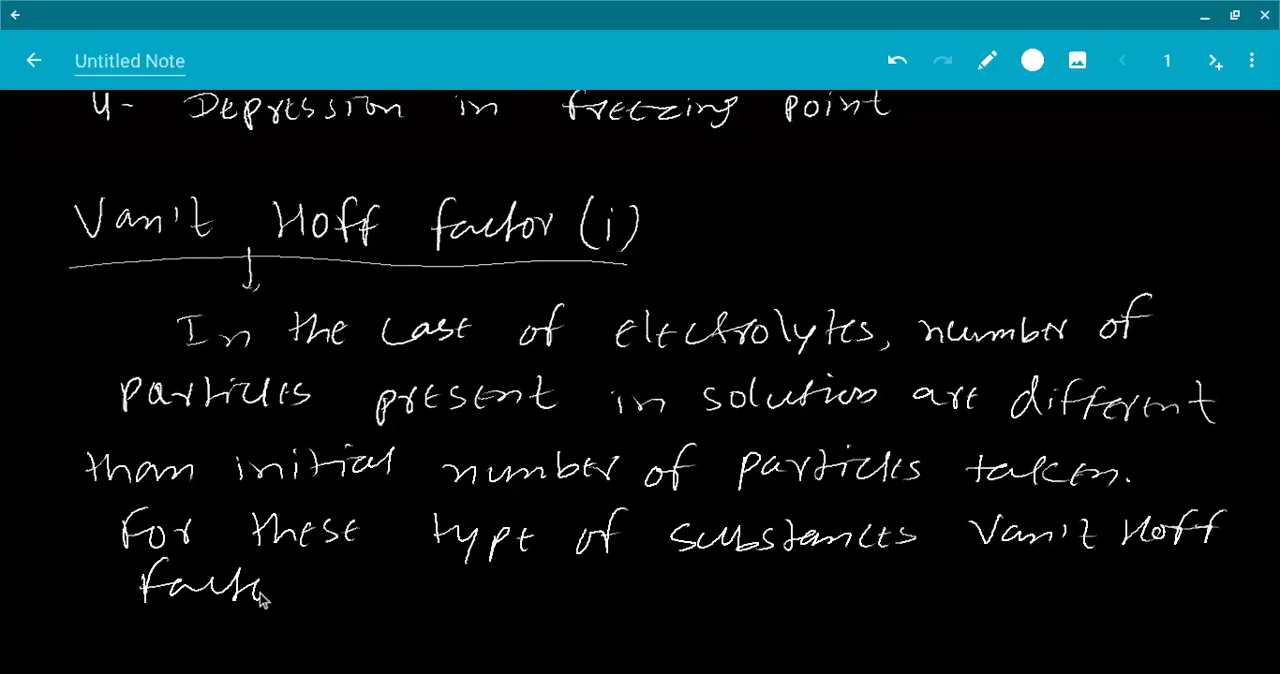 Untitled Note
1
4- Depression in freezing point
Van't Hoff factor (i)
In the case of electrolytes, number of
particles present in solution are different
than initial number of particles taken.
For these type of substances Van't Hoff
facto